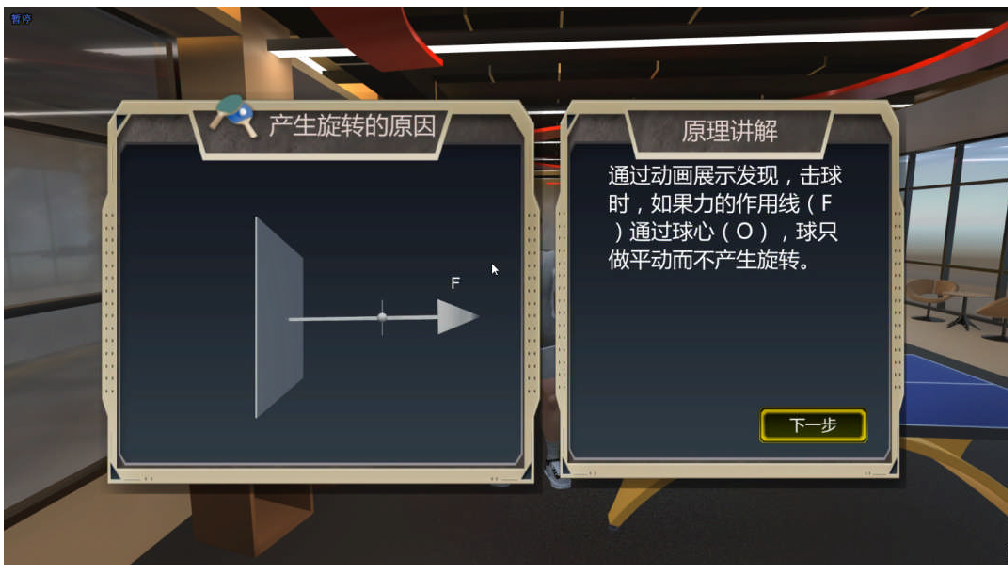 暂停
产生旋转的原因
F
原理讲解
通过动画展示发现，击球
时，如果力的作用线（F
）通过球心（O），球只
做平动而不产生旋转。
下一步